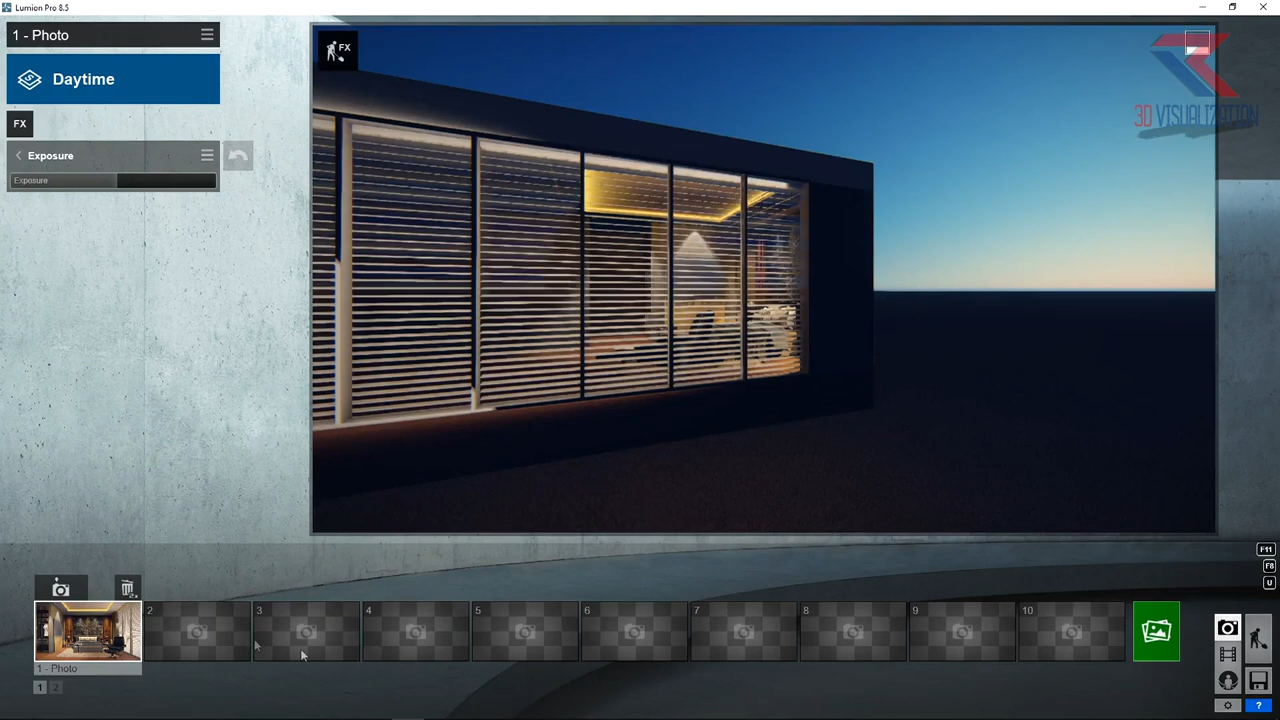 Lumion Pro 8.5
1 - Photo
Daytime
FX
FX
Exposure
Exposure
3D VISUALIZATION
F11
F8
U
2
3
4
5
6
7
8
9
10
1 - Photo
1
2
?